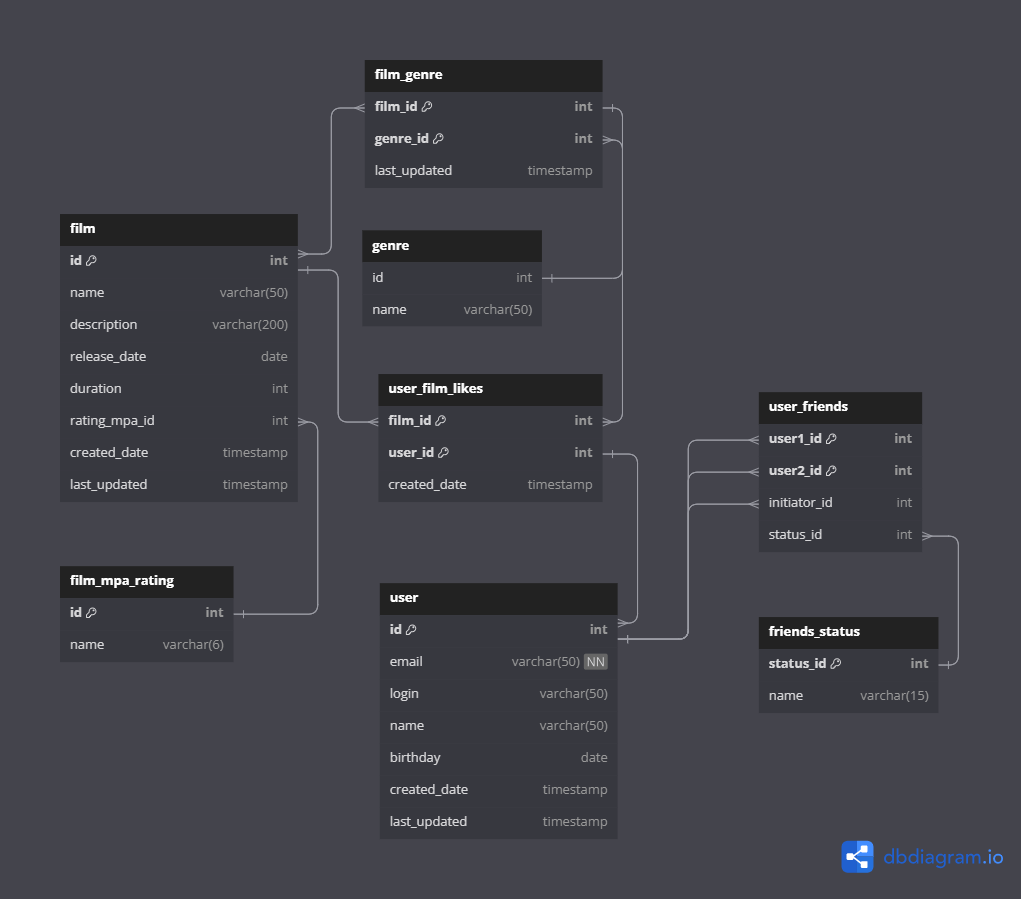 film_genre
film_id int
genre_id int
last_updated timestamp
film
id int
name varchar(50)
description varchar(200)
release_date date
duration int
rating_mpa_id int
created_date timestamp
last_updated timestamp
genre
id int
name varchar(50)
user_film_likes
film_id int
user_id int
created_date timestamp
user_friends
user1_id int
user2_id int
initiator_id int
status_id int
film_mpa_rating
id int
name varchar(6)
user
id int
email varchar(50) NN
login varchar(50)
name varchar(50)
birthday date
created_date timestamp
last_updated timestamp
friends_status
status_id int
name varchar(15)
dbdiagram.io